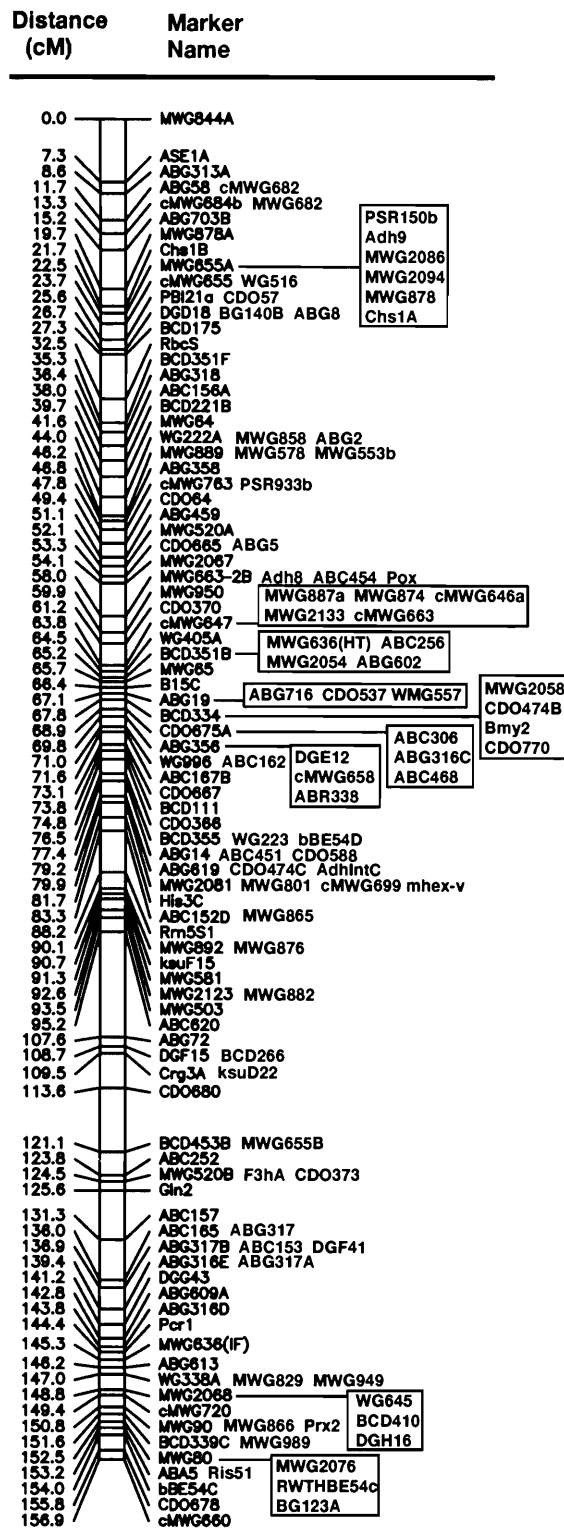 Distance Marker
(cM) Name
0.0 MWG844A
7.3 ASE1A
8.6 ABG313A
11.7 ABG58 cMWG682
13.3 cMWG684b MWG682
15.2 ABG703B
19.7 MWG878A
21.7 Chs1B
22.5 MWG655A
PSR150b
Adh9
MWG2086
MWG2094
MWG878
Chs1A
23.7 cMWG655 WG516
25.6 PBI21a CDO57
26.7 DGD18 BG140B ABG8
27.3 BCD175
32.5 RbcS
35.3 BCD351F
36.4 ABG318
38.0 ABC156A
39.7 BCD221B
41.6 MWG64
44.0 WG222A MWG858 ABG2
46.2 MWG889 MWG578 MWG553b
46.8 ABG358
47.8 cMWG763 PSR933b
49.4 CDO64
51.1 ABG459
52.1 MWG520A
53.3 CDO665 ABG5
54.1 MWG2067
58.0 MWG663-2B Adh8 ABC454 Pox
59.9 MWG950
61.2 CDO370
63.8 cMWG647
MWG887a MWG874 cMWG646a
MWG2133 cMWG663
64.5 WG405A
65.2 BCD351B
MWG636(HT) ABC256
MWG2054 ABG602
65.7 MWG65
66.4 B15C
67.1 ABG19
ABG716 CDO537 WMG557
67.8 BCD334
MWG2058
CDO474B
Bmy2
CDO770
68.9 CDO675A
ABC306
ABG316C
ABC468
69.8 ABG356
DGE12
cMWG658
ABR338
71.0 WG996 ABC162
71.6 ABC167B
73.1 CDO667
73.8 BCD111
74.8 CDO366
76.5 BCD355 WG223 bBE54D
77.4 ABG14 ABC451 CDO588
79.2 ABG619 CDO474C AdhIntC
79.9 MWG2081 MWG801 cMWG699 mhex-v
81.7 His3C
83.3 ABC152D MWG865
88.2 Rrn5S1
90.1 MWG892 MWG876
90.7 ksuF15
91.3 MWG581
92.6 MWG2123 MWG882
93.5 MWG503
95.2 ABC620
107.6 ABG72
108.7 DGF15 BCD266
109.5 Crg3A ksuD22
113.6 CDO680
121.1 BCD453B MWG655B
123.8 ABC252
124.5 MWG520B F3hA CDO373
125.6 Gln2
131.3 ABC157
136.0 ABC165 ABG317
136.9 ABG317B ABC153 DGF41
139.4 ABG316E ABG317A
141.2 DGG43
142.8 ABG609A
143.8 ABG316D
144.4 Pcr1
145.3 MWG636(IF)
146.2 ABG613
147.0 WG338A MWG829 MWG949
148.8 MWG2068
WG645
BCD410
DGH16
149.4 cMWG720
150.8 MWG90 MWG866 Prx2
151.6 BCD339C MWG989
152.5 MWG80
MWG2076
RWTHBE54c
BG123A
153.2 ABA5 Ris51
154.0 bBE54C
155.8 CDO678
156.9 cMWG660